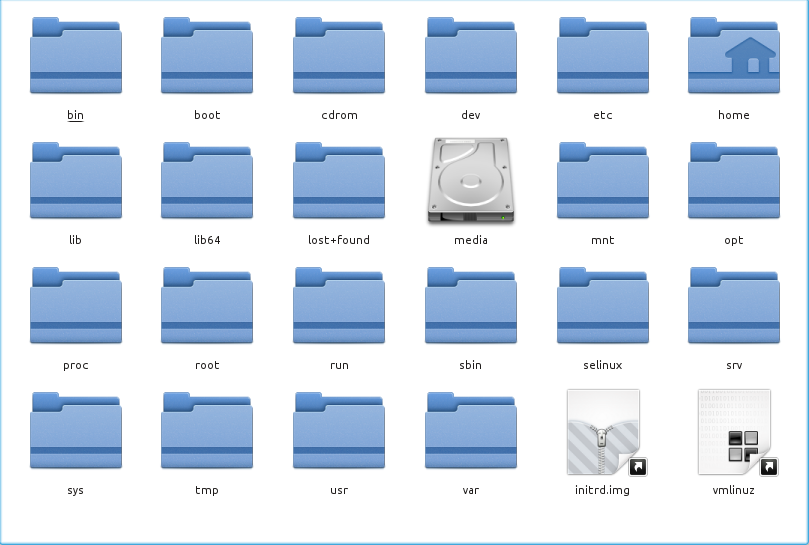 bin boot cdrom dev etc home
lib lib64 lost+found media mnt opt
proc root run sbin selinux srv
sys tmp usr var initrd.img vmlinuz